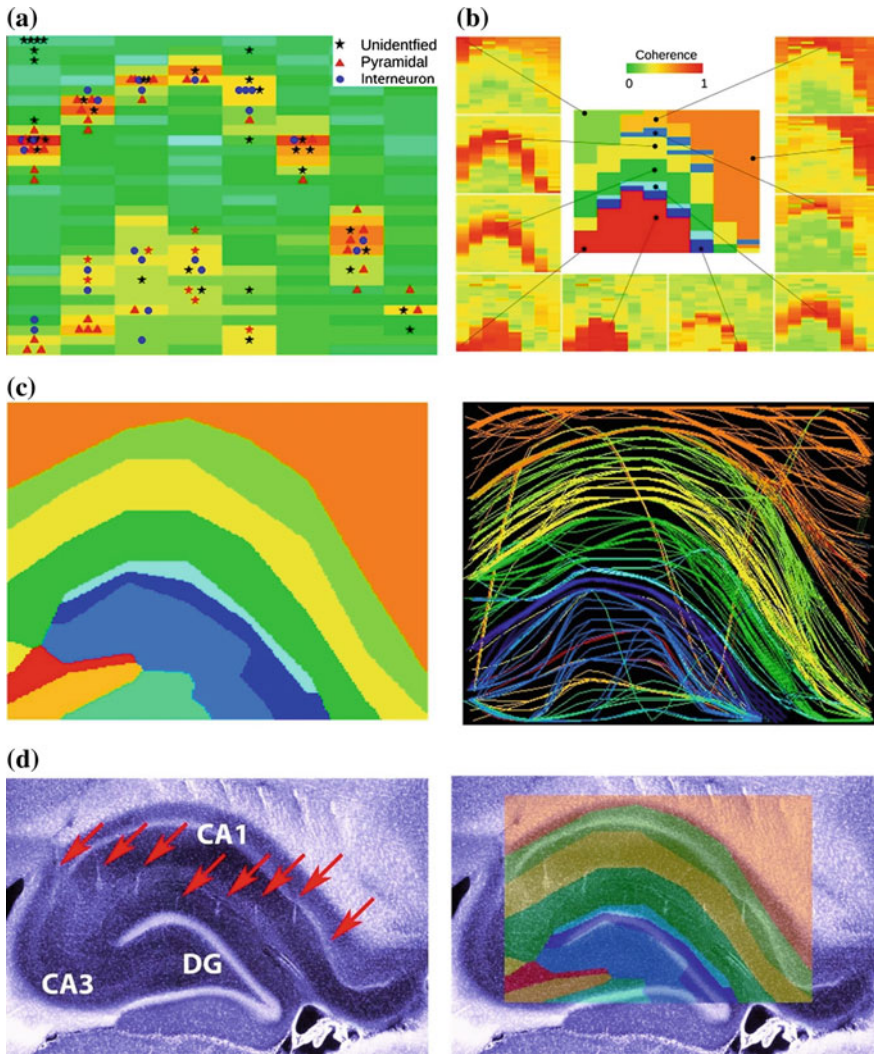 (a)
Unidentfied
Pyramidal
Interneuron
(b)
Coherence
0 1
(c)
(d)
CA1
DG
CA3